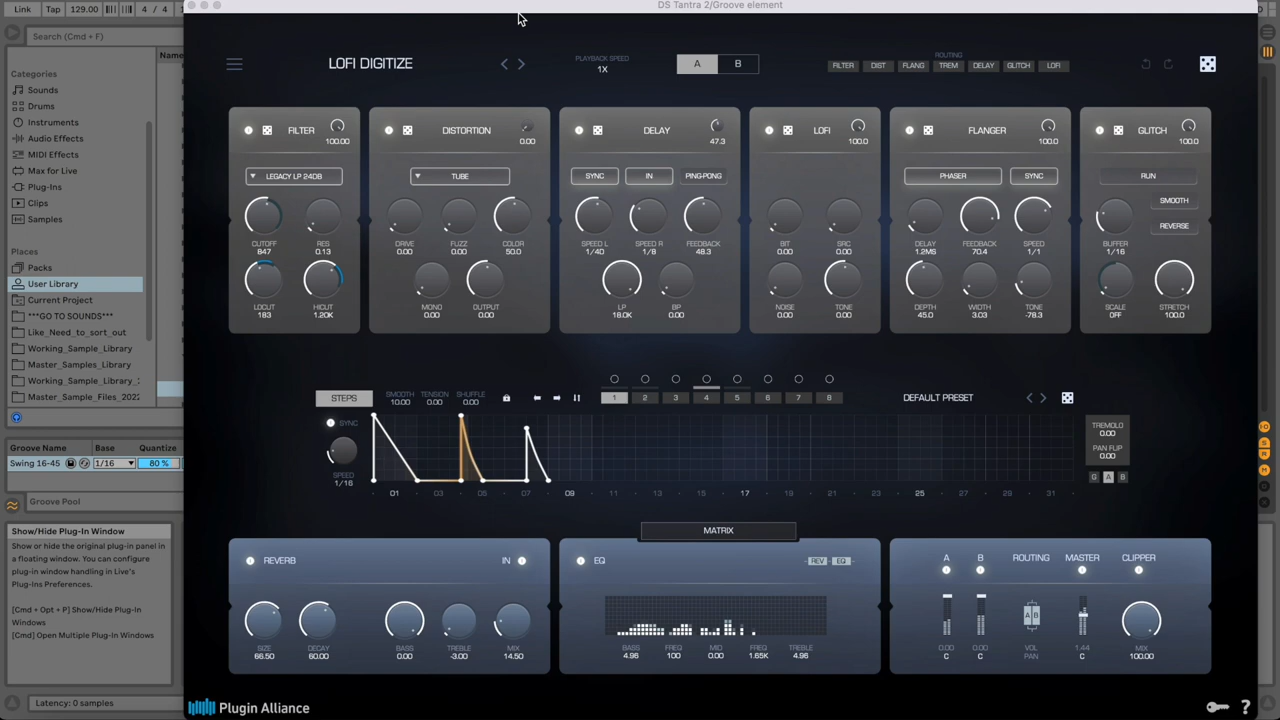 DS Tantra 2/Groove element
Link Tap 129.00 4 / 4
Search (Cmd + F)
Name
Categories
Sounds
Drums
Instruments
Audio Effects
MIDI Effects
Max for Live
Plug-Ins
Clips
Samples
Places
Packs
User Library
Current Project
***GO TO SOUNDS***
Like_Need_to_sort_out
Working_Sample_Library
Master_Samples_Library
Working_Sample_Library_
Master_Sample_Files_202
Groove Name Base Quantize
Swing 16-45 1/16 80 %
Groove Pool
Show/Hide Plug-In Window
Show or hide the original plug-in panel in
a floating window. You can configure
plug-in window handling in Live's
Plug-Ins Preferences.
[Cmd + Opt + P] Show/Hide Plug-In
Windows
[Cmd] Open Multiple Plug-In Windows
Latency: 0 samples
LOFI DIGITIZE
PLAYBACK SPEED
1X
A B
ROUTING
FILTER DIST FLANG TREM DELAY GLITCH LOFI
FILTER
100.00
LEGACY LP 24DB
CUTOFF RES
847 0.13
LOCUT HICUT
183 1.20K
DISTORTION
0.00
TUBE
DRIVE FUZZ COLOR
0.00 0.00 50.0
MONO OUTPUT
0.00 0.00
DELAY
47.3
SYNC IN PING-PONG
SPEED L SPEED R FEEDBACK
1/40 1/8 48.3
LP BP
18.0K 0.00
LOFI
100.0
BIT SRC
0.00 0.00
NOISE TONE
0.00 0.00
FLANGER
100.0
PHASER SYNC
DELAY FEEDBACK SPEED
1.2MS 70.4 1/1
DEPTH WIDTH TONE
45.0 3.03 -78.3
GLITCH
100.0
RUN
SMOOTH
REVERSE
BUFFER
1/16
SCALE STRETCH
OFF 100.0
STEPS
SMOOTH TENSION SHUFFLE
10.00 0.00 0.00
1 2 3 4 5 6 7 8
DEFAULT PRESET
SYNC
SPEED
1/16
TREMOLO
0.00
PAN FLIP
0.00
G A B
01 03 05 07 09 11 13 15 17 19 21 23 25 27 29 31
MATRIX
REVERB IN
SIZE DECAY BASS TREBLE MIX
66.50 60.00 0.00 -3.00 14.50
EQ REV EQ
BASS FREQ MID FREQ TREBLE
4.96 100 0.00 1.65K 4.96
A B ROUTING MASTER CLIPPER
A B
0.00 0.00 VOL 1.44 MIX
C C PAN C 100.00
Plugin Alliance
?